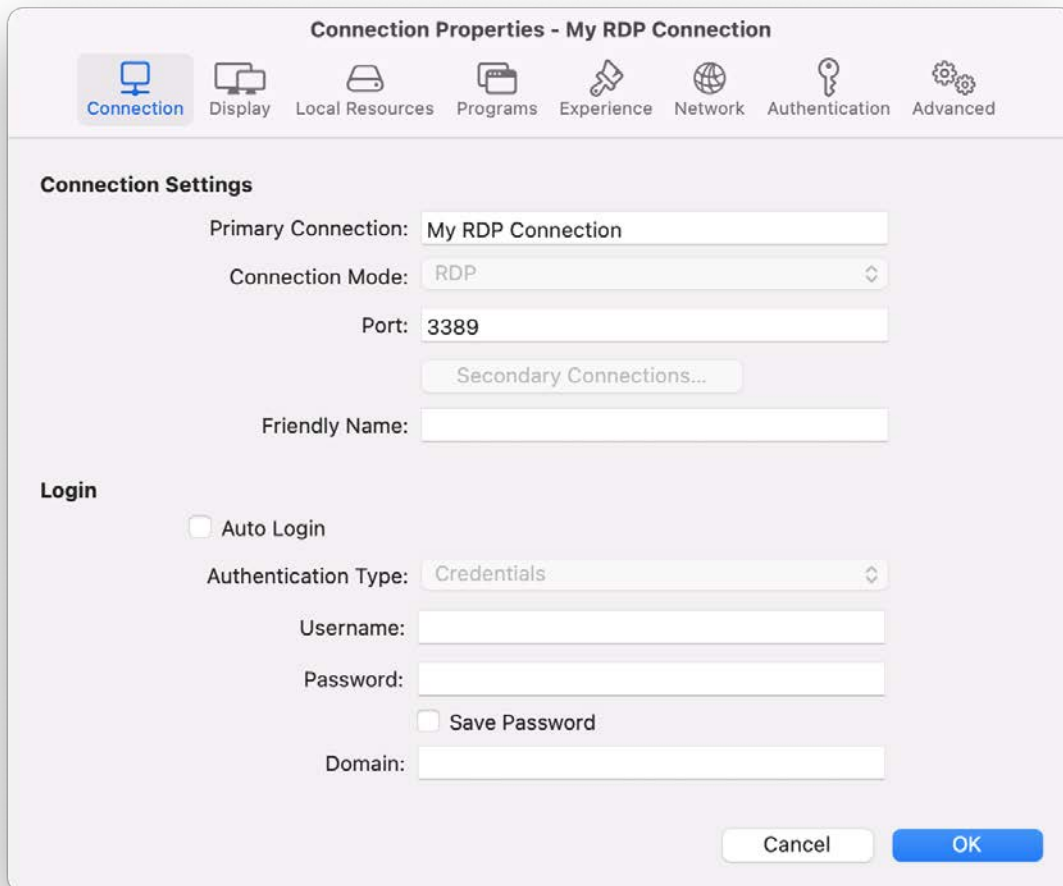 Connection Properties - My RDP Connection
Connection Display Local Resources Programs Experience Network Authentication Advanced
Connection Settings
Primary Connection: My RDP Connection
Connection Mode: RDP
Port: 3389
Secondary Connections...
Friendly Name:
Login
Auto Login
Authentication Type: Credentials
Username:
Password:
Save Password
Domain:
Cancel OK